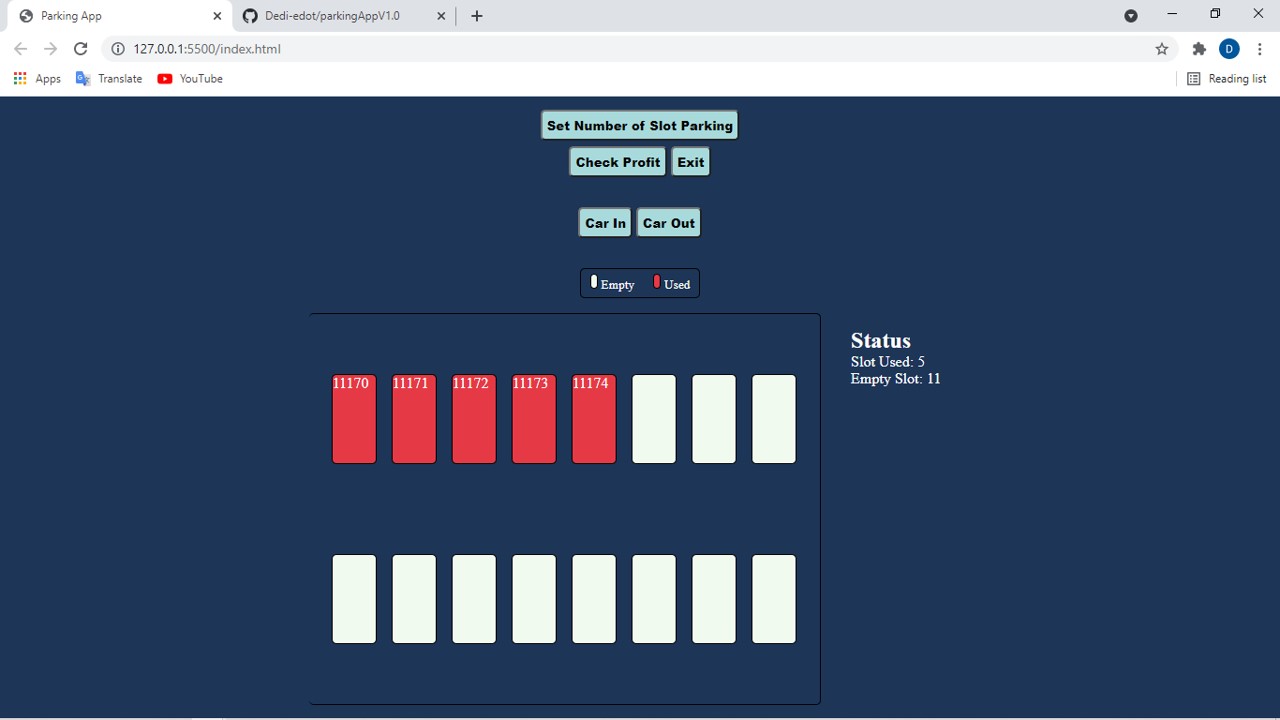 Parking App
Dedi-edot/parkingAppV1.0
127.0.0.1:5500/index.html
D
Apps
Translate
YouTube
Reading list
Set Number of Slot Parking
Check Profit Exit
Car In Car Out
Empty Used
Status
Slot Used: 5
Empty Slot: 11
11170 11171 11172 11173 11174